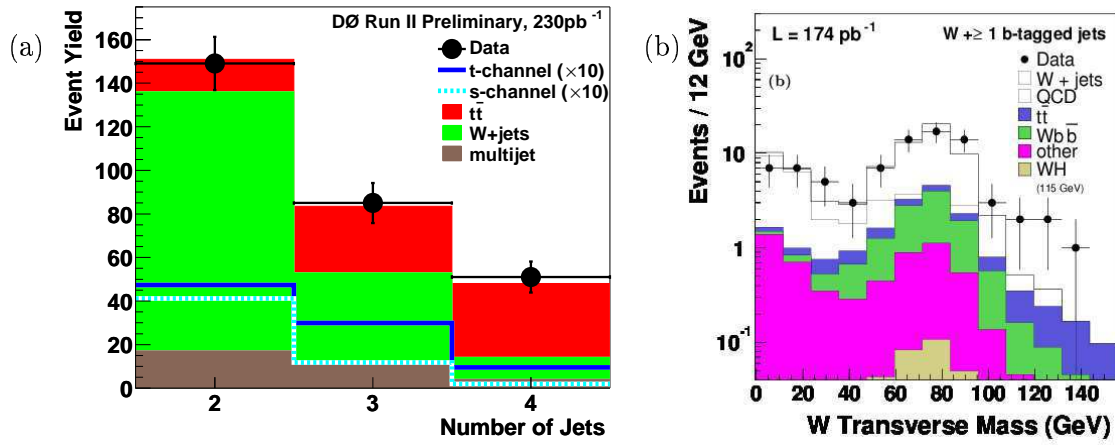 (a)
DØ Run II Preliminary, 230pb⁻¹
Event Yield
160
140
120
100
80
60
40
20
0
Data
t-channel (×10)
s-channel (×10)
tt̄
W+jets
multijet
2
3
4
Number of Jets
(b)
L = 174 pb⁻¹
W +≥ 1 b-tagged jets
(b)
Events / 12 GeV
10²
10
1
10⁻¹
Data
W + jets
QCD
tt̄
Wbb̄
other
WH
(115 GeV)
0
20
40
60
80
100
120
140
W Transverse Mass (GeV)